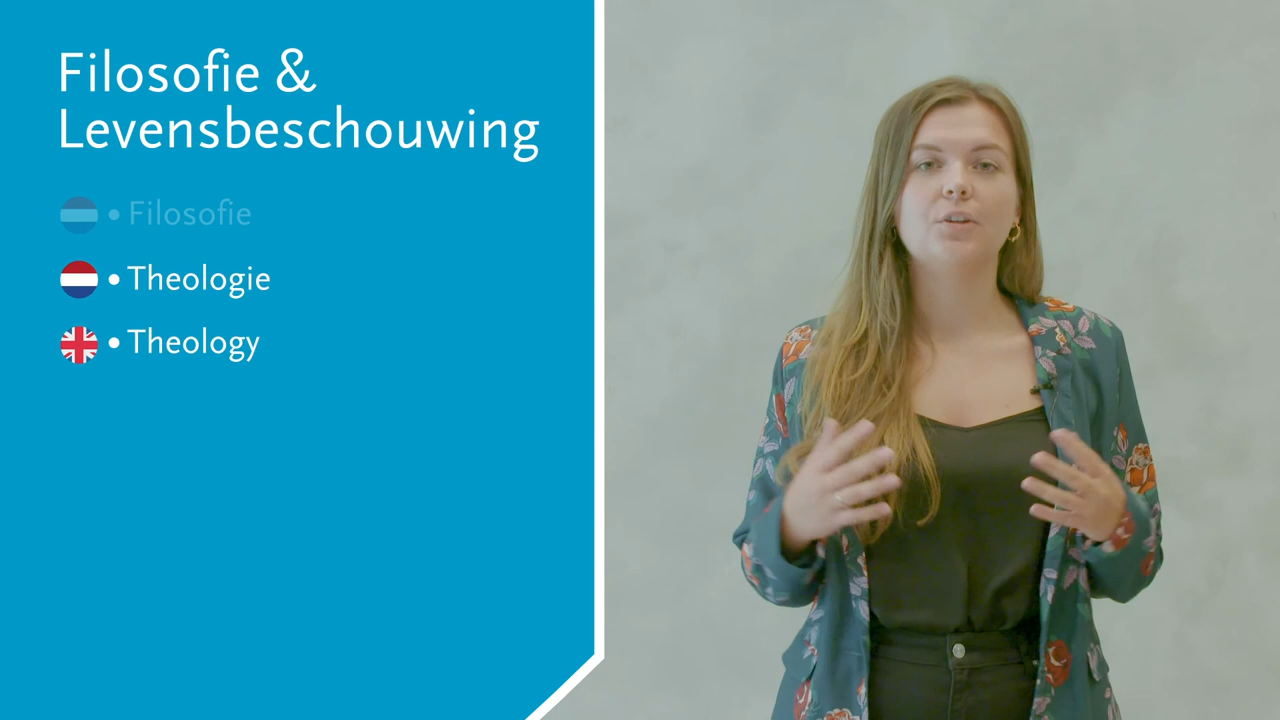 Filosofie &
Levensbeschouwing
• Filosofie
• Theologie
• Theology